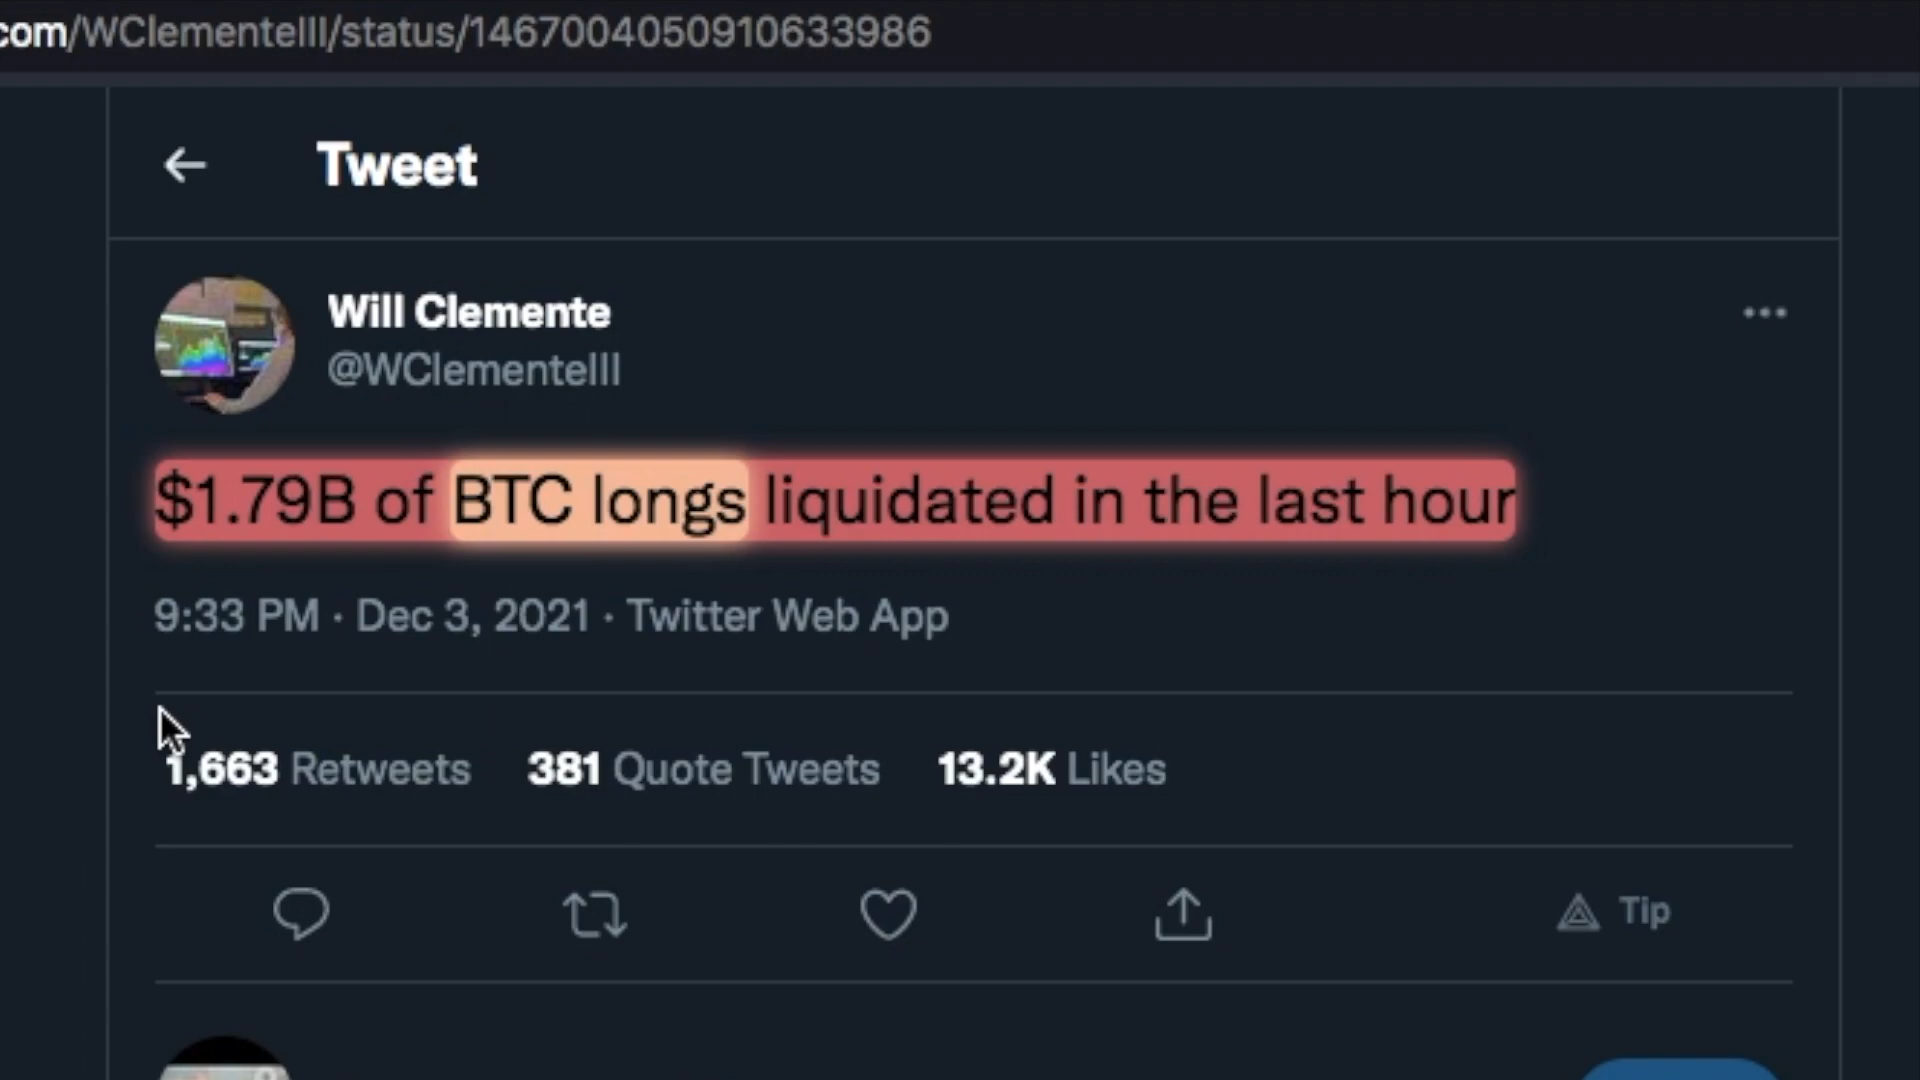 com/WClementeIII/status/1467004050910633986
Tweet
Will Clemente
@WClementeIII
$1.79B of BTC longs liquidated in the last hour
9:33 PM · Dec 3, 2021 · Twitter Web App
1,663 Retweets 381 Quote Tweets 13.2K Likes
Tip